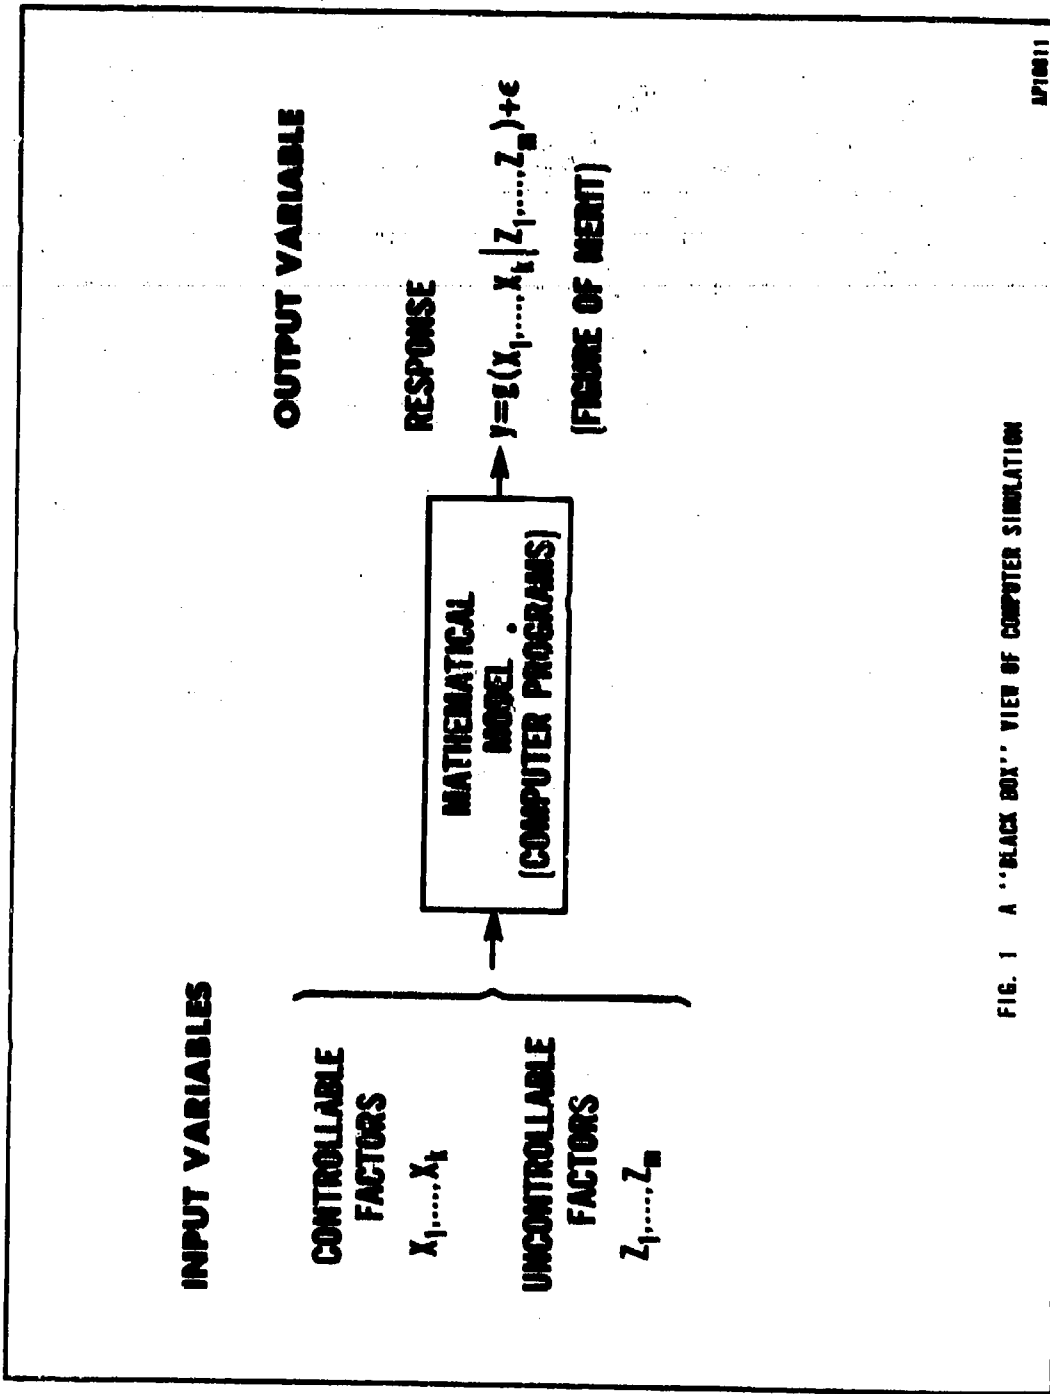 INPUT VARIABLES
CONTROLLABLE
FACTORS
X₁,...,Xₖ
UNCONTROLLABLE
FACTORS
Z₁,...,Zₘ
MATHEMATICAL
MODEL
(COMPUTER PROGRAMS)
OUTPUT VARIABLE
RESPONSE
y=g(X₁,...,Xₖ|Z₁,...,Zₘ)+ϵ
(FIGURE OF MERIT)
FIG. 1 A ''BLACK BOX'' VIEW OF COMPUTER SIMULATION
AP10811